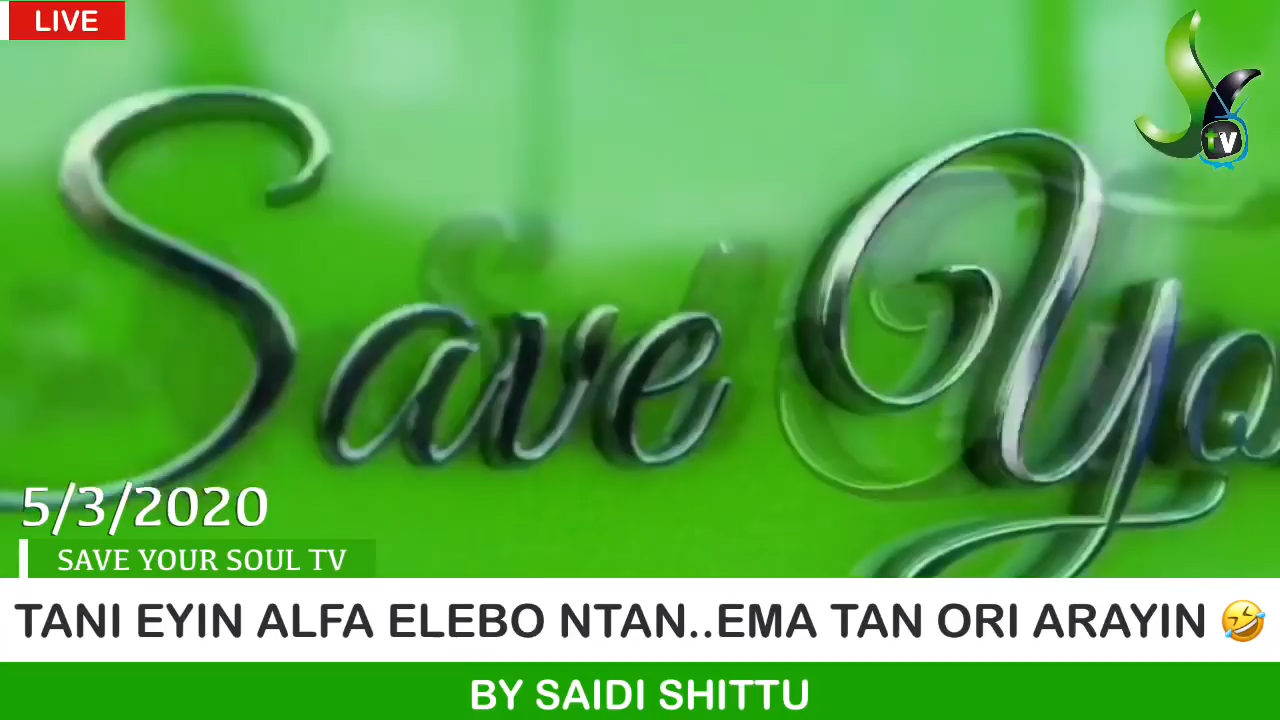 LIVE
TV
Save Yo
5/3/2020
SAVE YOUR SOUL TV
TANI EYIN ALFA ELEBO NTAN..EMA TAN ORI ARAYIN 🤣
BY SAIDI SHITTU